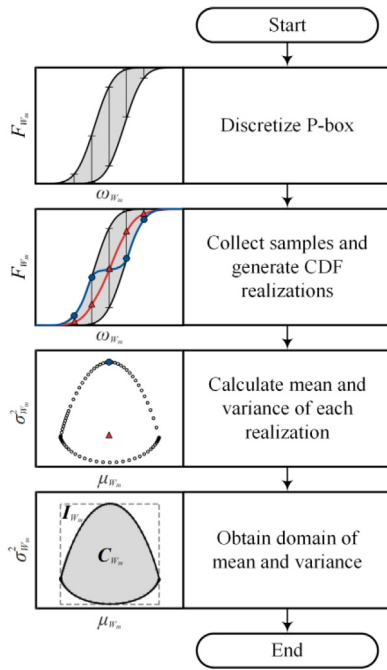 Start
F_{W_m}
ω_{W_m}
Discretize P-box
F_{W_m}
ω_{W_m}
Collect samples and
generate CDF
realizations
σ²_{W_m}
μ_{W_m}
Calculate mean and
variance of each
realization
σ²_{W_m}
I_{W_m}
C_{W_m}
μ_{W_m}
Obtain domain of
mean and variance
End